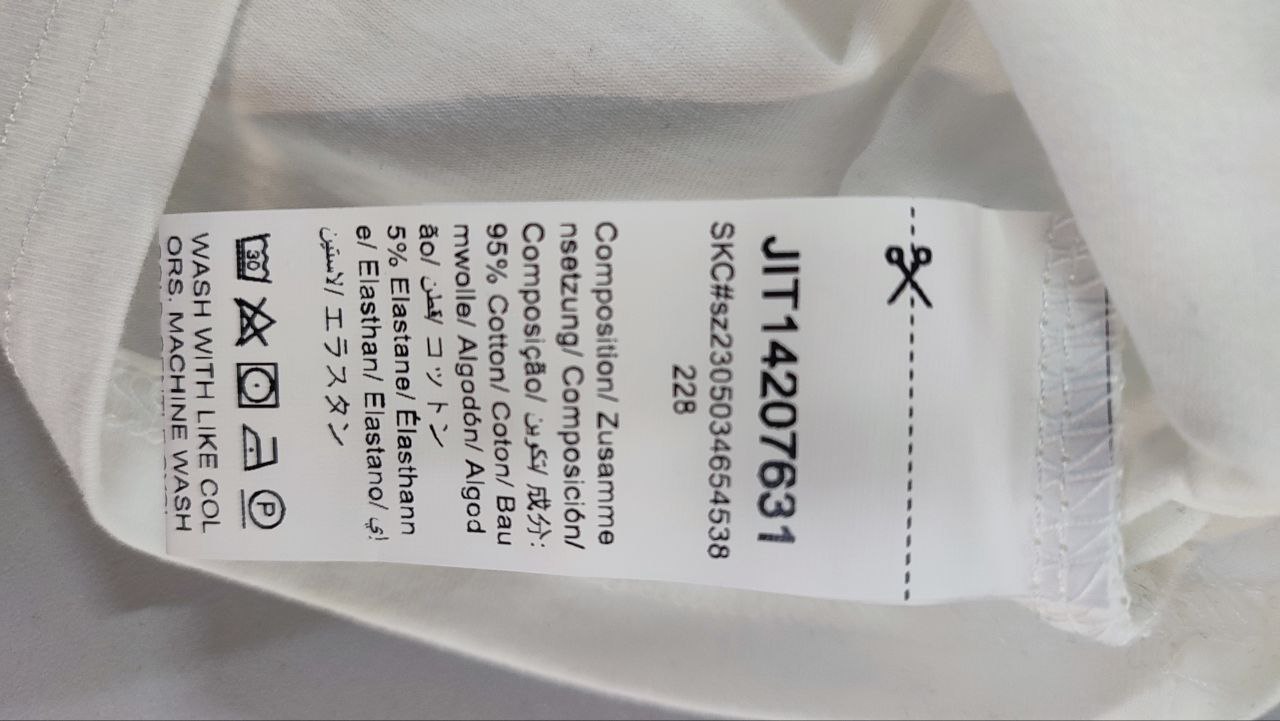 JIT14207631
SKC#sz2305034654538
228
Composition/ Zusamme
nsetzung/ Composición/
Composição/ تكوين/ 成分:
95% Cotton/ Coton/ Bau
mwolle/ Algodón/ Algod
ão/ قطن/ コットン
5% Elastane/ Élasthann
e/ Elasthan/ Elastano/ إي
لاستين/ エラスタン
30
P
WASH WITH LIKE COL
ORS. MACHINE WASH